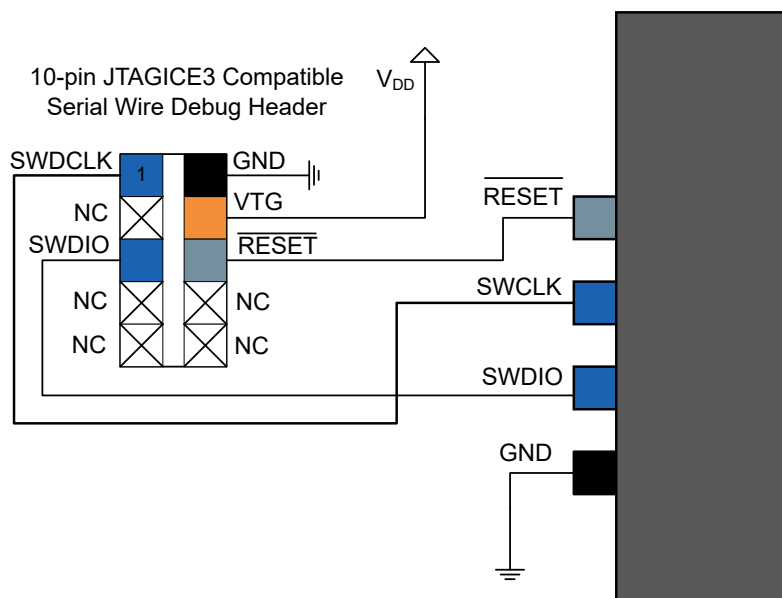 10-pin JTAGICE3 Compatible
Serial Wire Debug Header
VDD
SWDCLK
1
GND
NC
VTG
SWDIO
RESET
NC
NC
NC
NC
RESET
SWCLK
SWDIO
GND